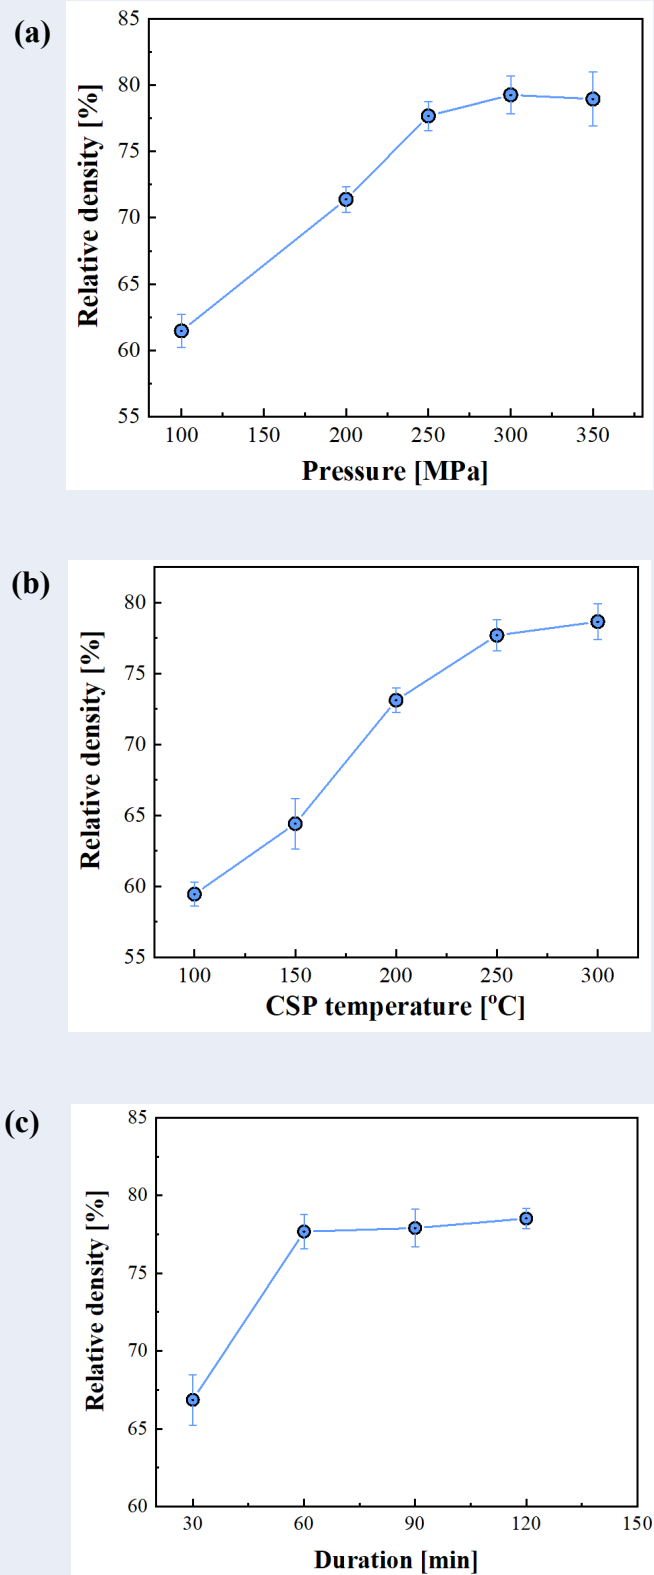 (a)
Relative density [%]
85
80
75
70
65
60
55
100 150 200 250 300 350
Pressure [MPa]
(b)
Relative density [%]
80
75
70
65
60
55
100 150 200 250 300
CSP temperature [°C]
(c)
Relative density [%]
85
80
75
70
65
60
30 60 90 120 150
Duration [min]